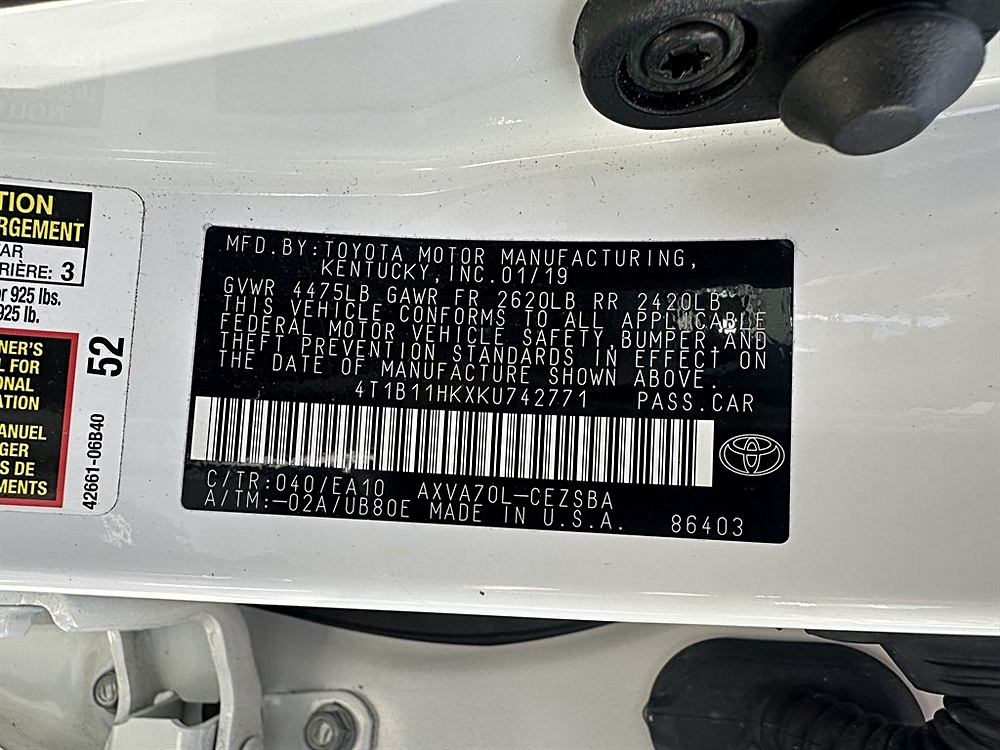 TION
RGEMENT
AR
RIÈRE: 3
r 925 lbs.
925 lb.
NER'S
L FOR
ONAL
ATION
ANUEL
GER
S DE
MENTS
52
42661-06B40
MFD.BY:TOYOTA MOTOR MANUFACTURING,
KENTUCKY,INC.01/19
GVWR 4475LB GAWR FR 2620LB RR 2420LB
THIS VEHICLE CONFORMS TO ALL APPLICABLE
FEDERAL MOTOR VEHICLE SAFETY,BUMPER,AND
THEFT PREVENTION STANDARDS IN EFFECT ON
THE DATE OF MANUFACTURE SHOWN ABOVE.
4T1B11HKXKU742771 PASS.CAR
C/TR:040/EA10 AXVA70L-CEZSBA
A/TM:-02A/UB80E MADE IN U.S.A. 86403